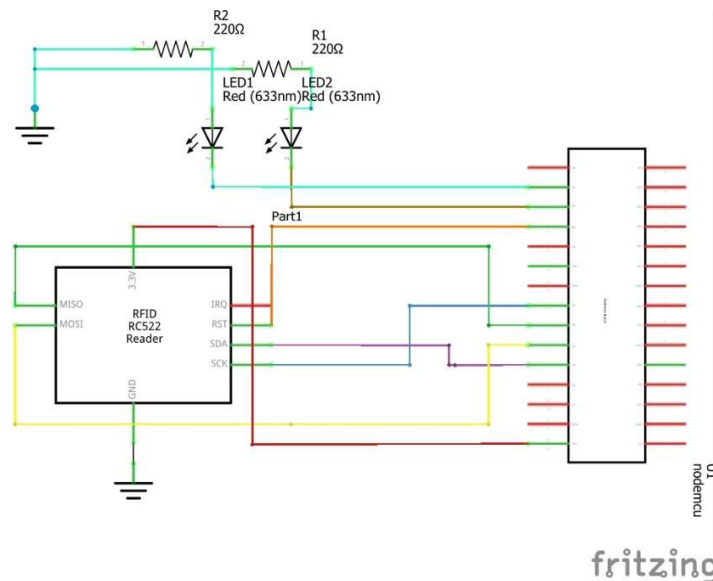 R2
220Ω
R1
220Ω
LED1
Red (633nm)
LED2
Red (633nm)
Part1
3.3V
MISO
MOSI
RFID
RC522
Reader
IRQ
RST
SDA
SCK
GND
nodemcu
fritzing